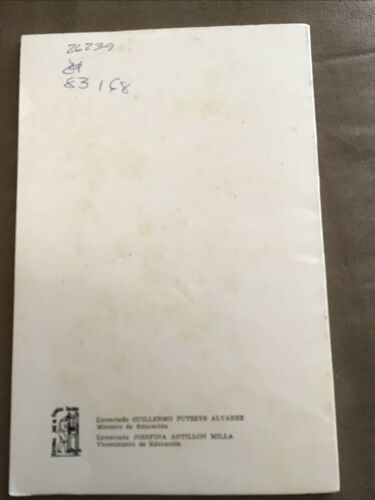 26239
83168
Licenciado GUILLERMO PUTZEYS ALVAREZ
Ministro de Educación
Licenciada JOSEFINA ANTILLON MILLA
Viceministro de Educación